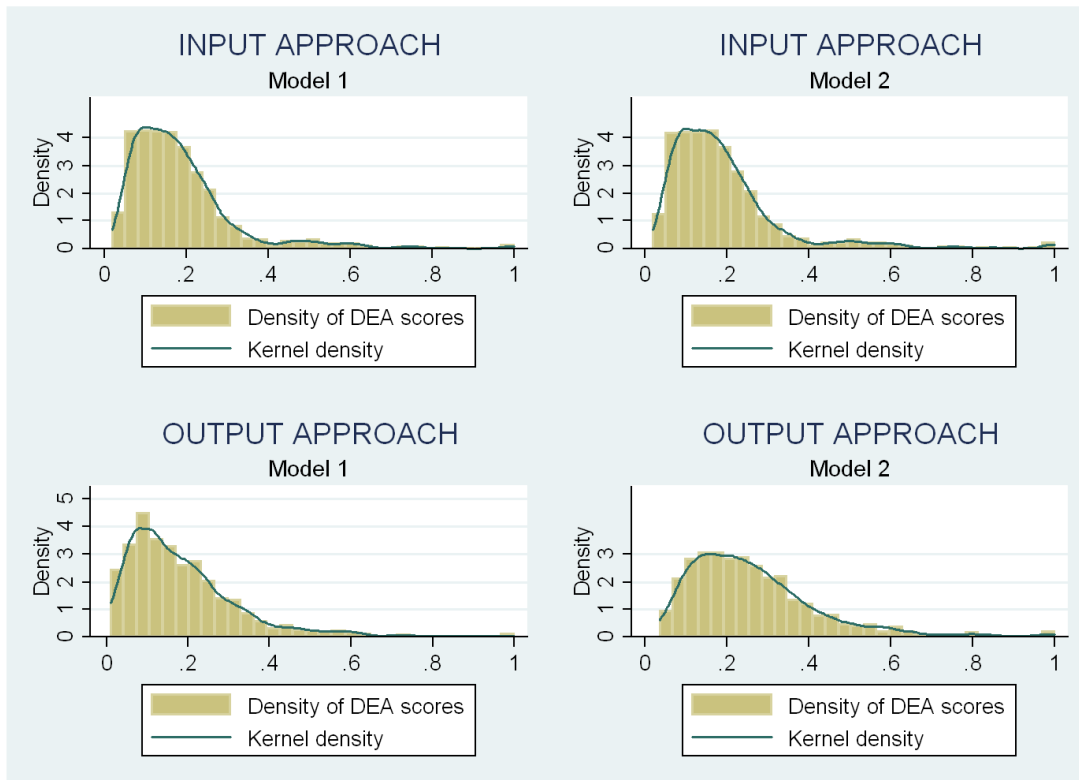 INPUT APPROACH
Model 1
Density
4
3
2
1
0
0 .2 .4 .6 .8 1
Density of DEA scores
Kernel density
INPUT APPROACH
Model 2
Density
4
3
2
1
0
0 .2 .4 .6 .8 1
Density of DEA scores
Kernel density
OUTPUT APPROACH
Model 1
Density
5
4
3
2
1
0
0 .2 .4 .6 .8 1
Density of DEA scores
Kernel density
OUTPUT APPROACH
Model 2
Density
3
2
1
0
0 .2 .4 .6 .8 1
Density of DEA scores
Kernel density